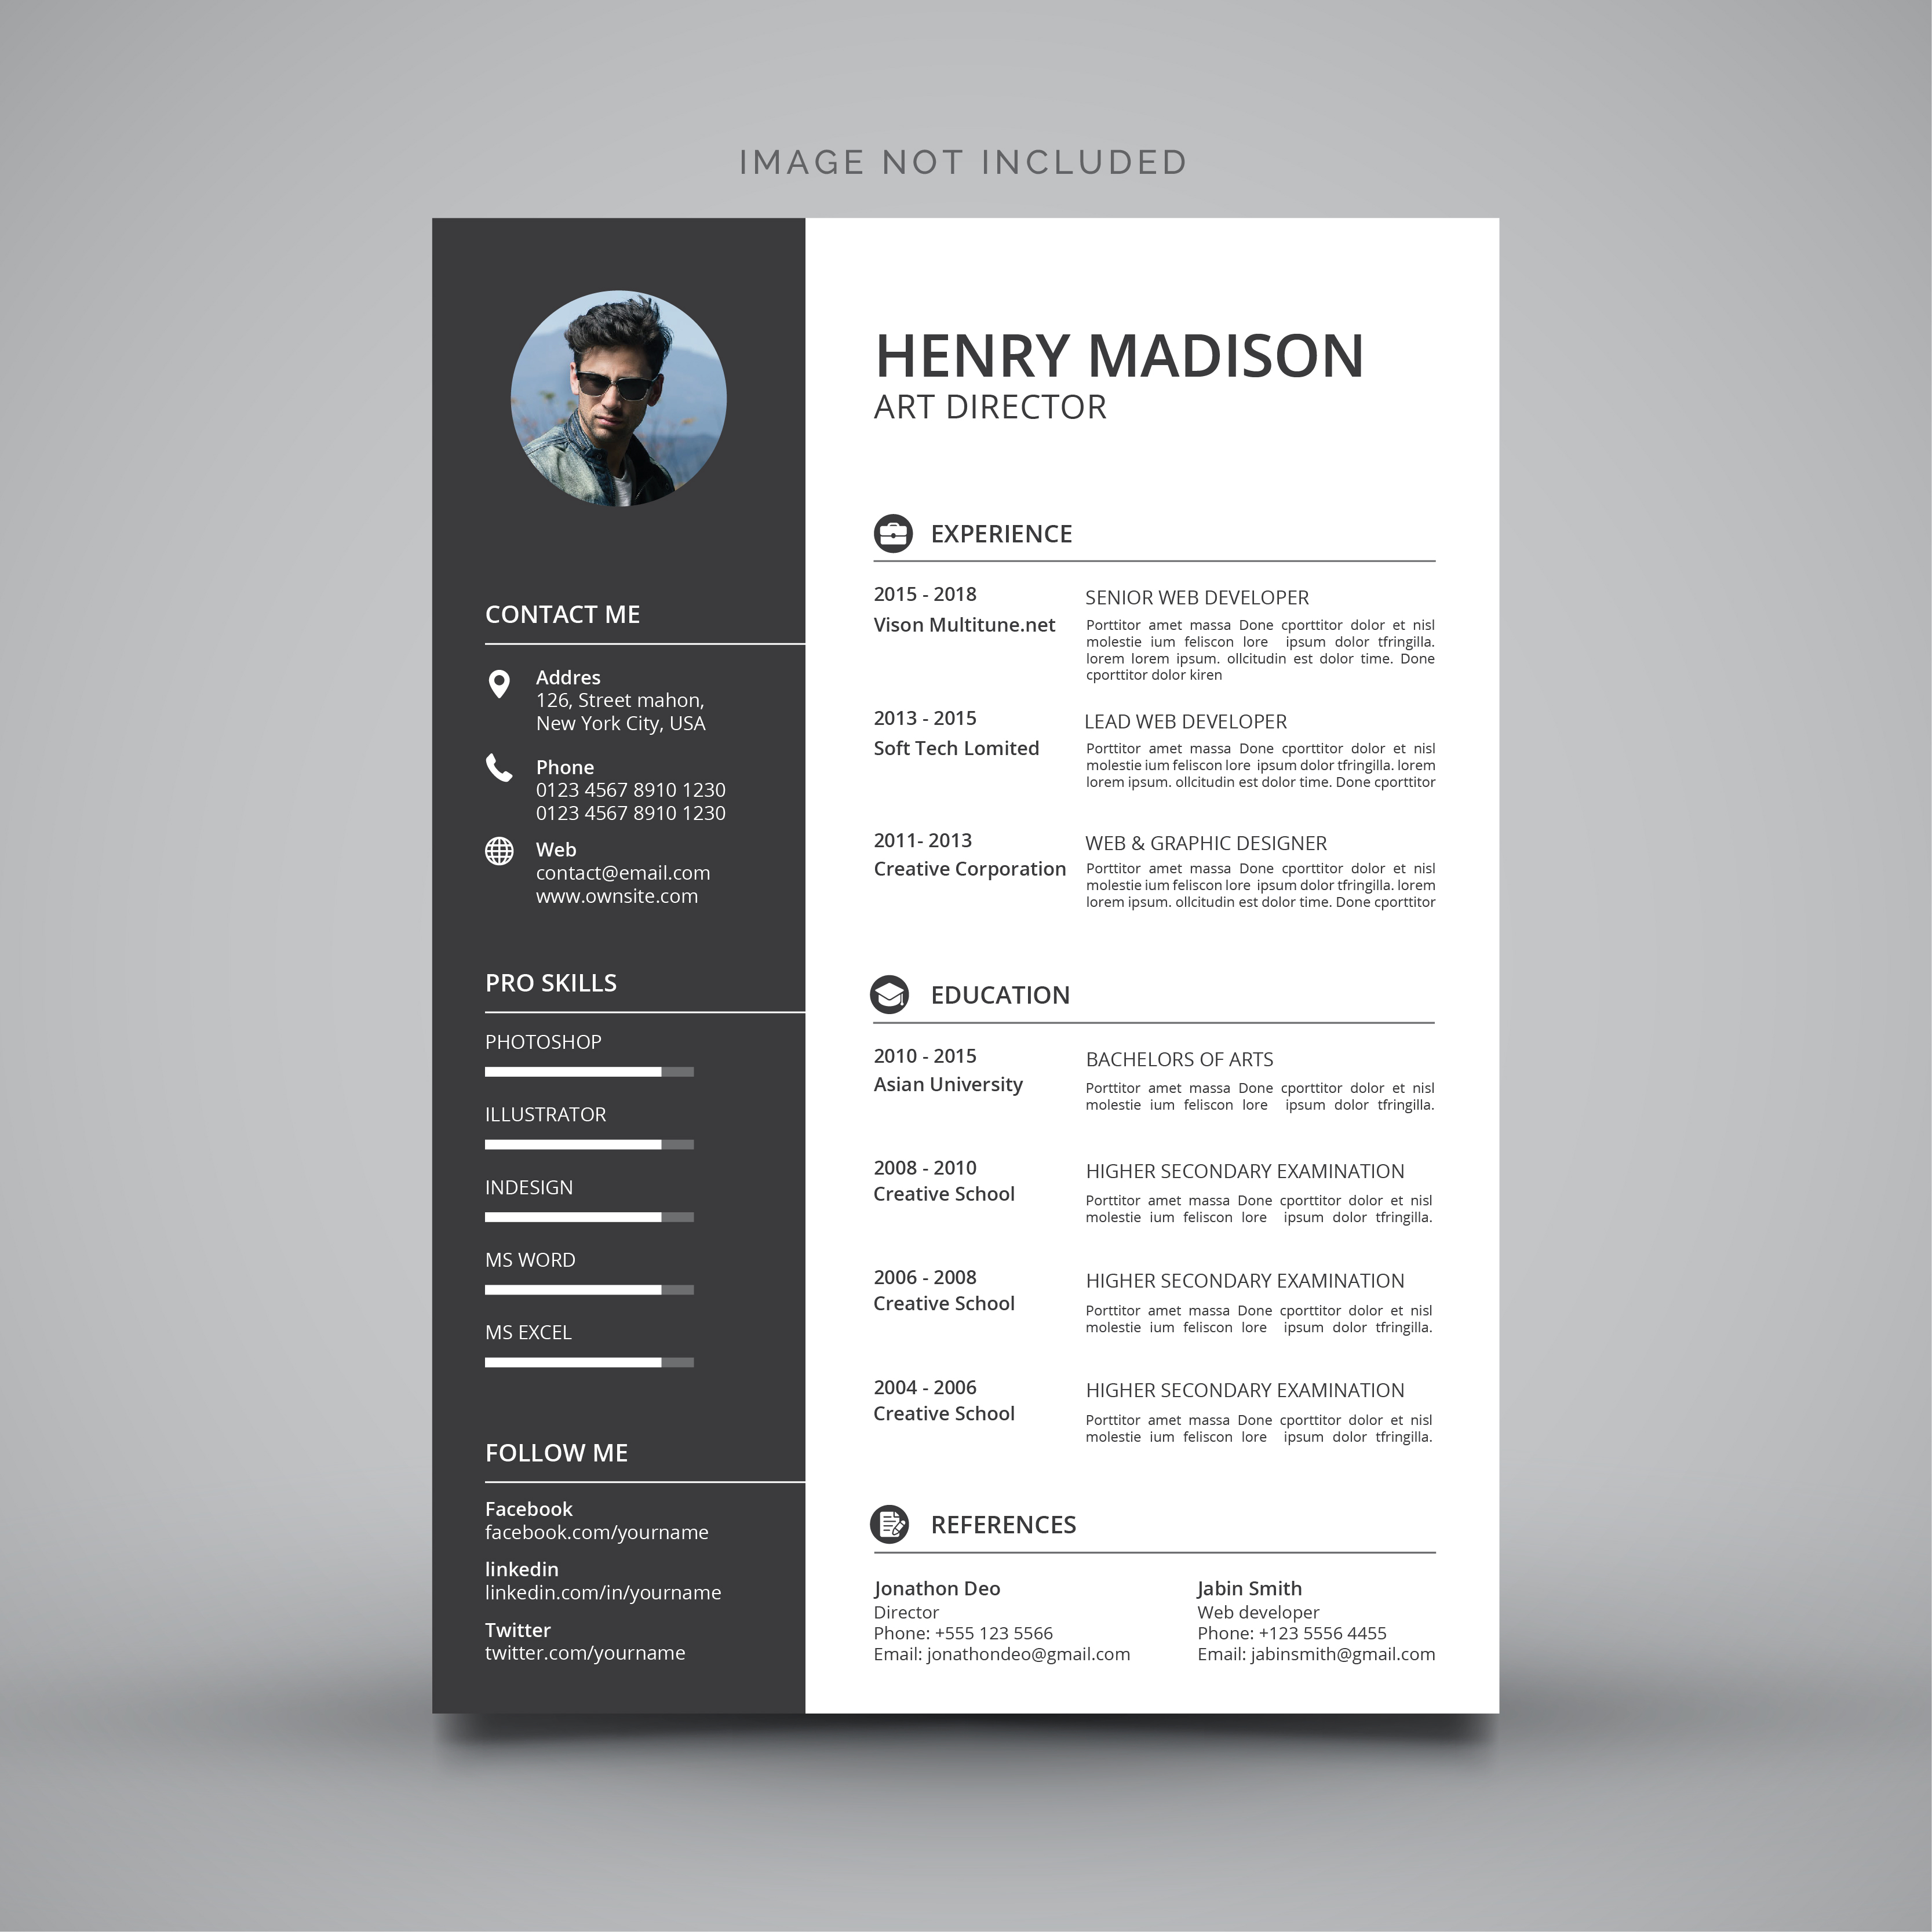 IMAGE NOT INCLUDED
CONTACT ME
Addres
126, Street mahon,
New York City, USA
Phone
0123 4567 8910 1230
0123 4567 8910 1230
Web
contact@email.com
www.ownsite.com
PRO SKILLS
PHOTOSHOP
ILLUSTRATOR
INDESIGN
MS WORD
MS EXCEL
FOLLOW ME
Facebook
facebook.com/yourname
linkedin
linkedin.com/in/yourname
Twitter
twitter.com/yourname
HENRY MADISON
ART DIRECTOR
EXPERIENCE
2015 - 2018
Vison Multitune.net
SENIOR WEB DEVELOPER
Porttitor amet massa Done cporttitor dolor et nisl
molestie ium feliscon lore ipsum dolor tfringilla.
lorem lorem ipsum. ollcitudin est dolor time. Done
cporttitor dolor kiren
2013 - 2015
Soft Tech Lomited
LEAD WEB DEVELOPER
Porttitor amet massa Done cporttitor dolor et nisl
molestie ium feliscon lore ipsum dolor tfringilla. lorem
lorem ipsum. ollcitudin est dolor time. Done cporttitor
2011- 2013
Creative Corporation
WEB & GRAPHIC DESIGNER
Porttitor amet massa Done cporttitor dolor et nisl
molestie ium feliscon lore ipsum dolor tfringilla. lorem
lorem ipsum. ollcitudin est dolor time. Done cporttitor
EDUCATION
2010 - 2015
Asian University
BACHELORS OF ARTS
Porttitor amet massa Done cporttitor dolor et nisl
molestie ium feliscon lore ipsum dolor tfringilla.
2008 - 2010
Creative School
HIGHER SECONDARY EXAMINATION
Porttitor amet massa Done cporttitor dolor et nisl
molestie ium feliscon lore ipsum dolor tfringilla.
2006 - 2008
Creative School
HIGHER SECONDARY EXAMINATION
Porttitor amet massa Done cporttitor dolor et nisl
molestie ium feliscon lore ipsum dolor tfringilla.
2004 - 2006
Creative School
HIGHER SECONDARY EXAMINATION
Porttitor amet massa Done cporttitor dolor et nisl
molestie ium feliscon lore ipsum dolor tfringilla.
REFERENCES
Jonathon Deo
Director
Phone: +555 123 5566
Email: jonathondeo@gmail.com
Jabin Smith
Web developer
Phone: +123 5556 4455
Email: jabinsmith@gmail.com